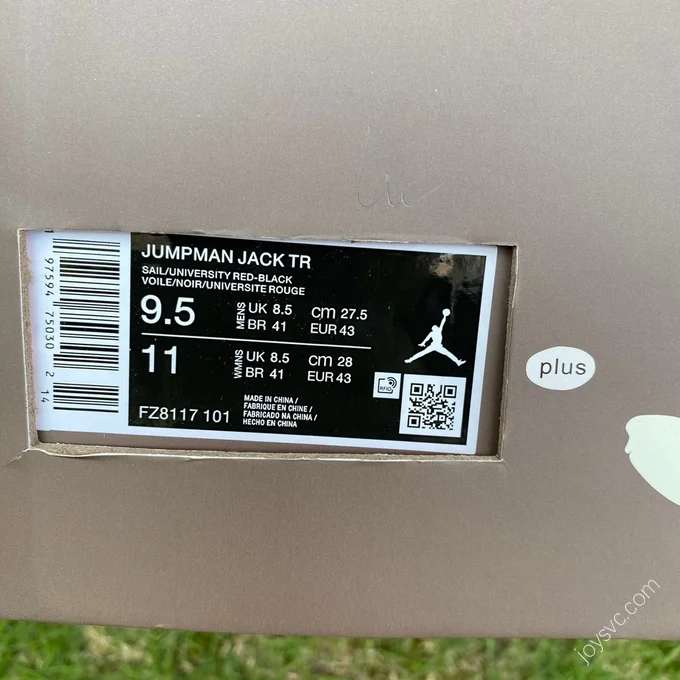 JUMPMAN JACK TR
SAIL/UNIVERSITY RED-BLACK
VOILE/NOIR/UNIVERSITE ROUGE
9.5 MENS UK 8.5 cm 27.5
BR 41 EUR 43
11 WMNS UK 8.5 cm 28
BR 41 EUR 43
FZ8117 101
MADE IN CHINA /
FABRIQUE EN CHINE /
FABRICADO NA CHINA /
HECHO EN CHINA
RFID
97594 75030 2 14
plus
joysvc.com